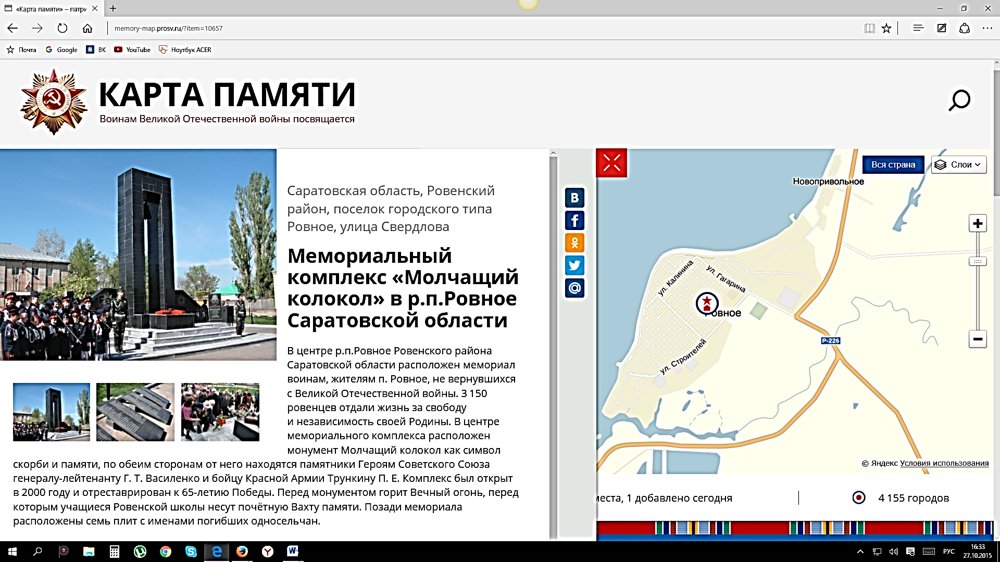 «Карта памяти» – патри
memory-map.prosv.ru/?item=10657
Почта
Google
ВК
YouTube
Ноутбук ACER
КАРТА ПАМЯТИ
Воинам Великой Отечественной войны посвящается
Саратовская область, Ровенский
район, поселок городского типа
Ровное, улица Свердлова
Мемориальный
комплекс «Молчащий
колокол» в р.п.Ровное
Саратовской области
В центре р.п.Ровное Ровенского района
Саратовской области расположен мемориал
воинам, жителям п. Ровное, не вернувшихся
с Великой Отечественной войны. 3 150
ровенцев отдали жизнь за свободу
и независимость своей Родины. В центре
мемориального комплекса расположен
монумент Молчащий колокол как символ
скорби и памяти, по обеим сторонам от него находятся памятники Героям Советского Союза
генералу-лейтенанту Г. Т. Василенко и бойцу Красной Армии Трункину П. Е. Комплекс был открыт
в 2000 году и отреставрирован к 65-летию Победы. Перед монументом горит Вечный огонь, перед
которым учащиеся Ровенской школы несут почётную Вахту памяти. Позади мемориала
расположены семь плит с именами погибших односельчан.
Вся страна
Слои
Новопривольное
ул. Калинина
ул. Гагарина
Ровное
ул. Строителей
Р-226
© Яндекс Условия использования
места, 1 добавлено сегодня
4 155 городов
РУС
16:33
27.10.2015